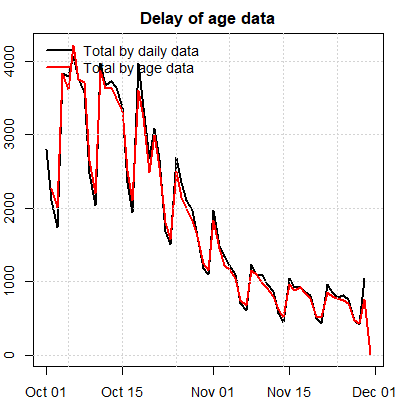 Delay of age data
Total by daily data
Total by age data
4000
3000
2000
1000
0
Oct 01
Oct 15
Nov 01
Nov 15
Dec 01